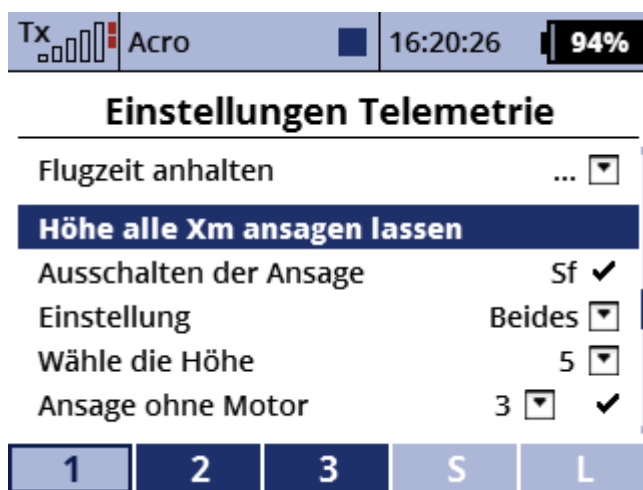 Tx Acro 16:20:26 94%
Einstellungen Telemetrie
Flugzeit anhalten ...
Höhe alle Xm ansagen lassen
Ausschalten der Ansage Sf ✔
Einstellung Beides
Wähle die Höhe 5
Ansage ohne Motor 3 ✔
1 2 3 S L